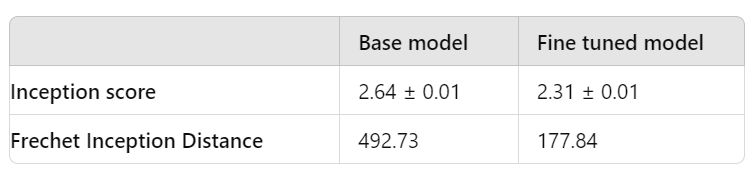 Base model Fine tuned model
Inception score 2.64 ± 0.01 2.31 ± 0.01
Frechet Inception Distance 492.73 177.84